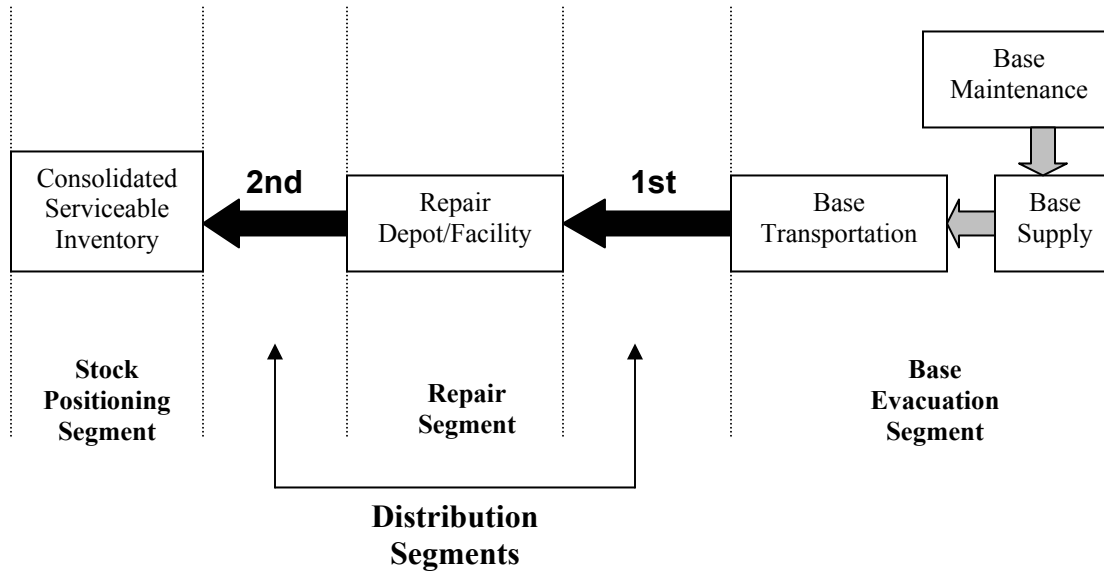 Base
Maintenance
Consolidated
Serviceable
Inventory
2nd
Repair
Depot/Facility
1st
Base
Transportation
Base
Supply
Stock
Positioning
Segment
Repair
Segment
Base
Evacuation
Segment
Distribution
Segments